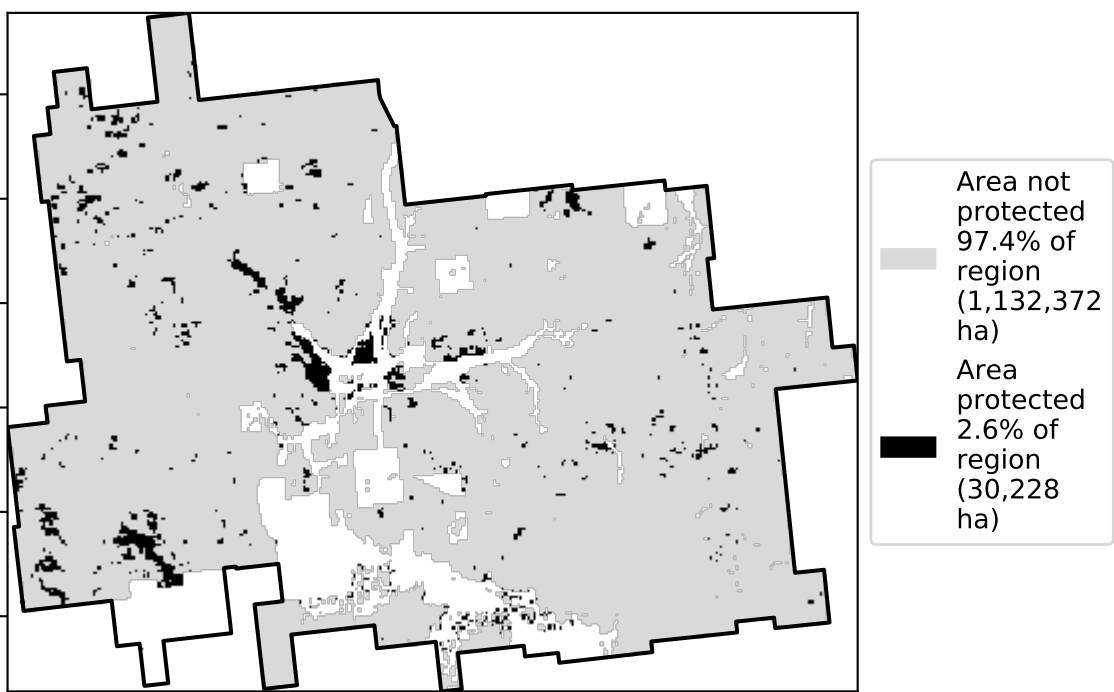 Area not
protected
97.4% of
region
(1,132,372
ha)
Area
protected
2.6% of
region
(30,228
ha)